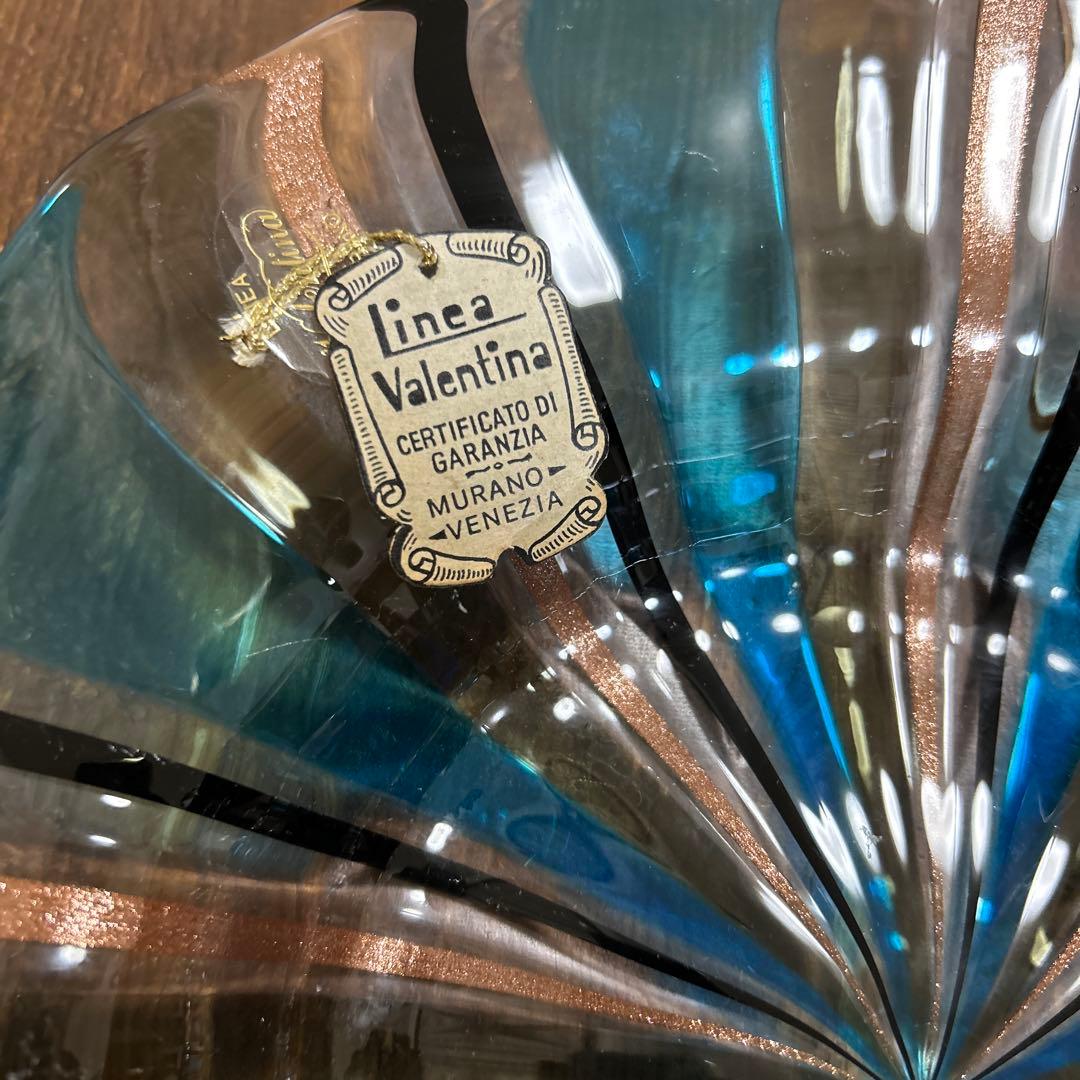 Linea
Valentina
CERTIFICATO DI
GARANZIA
MURANO
VENEZIA